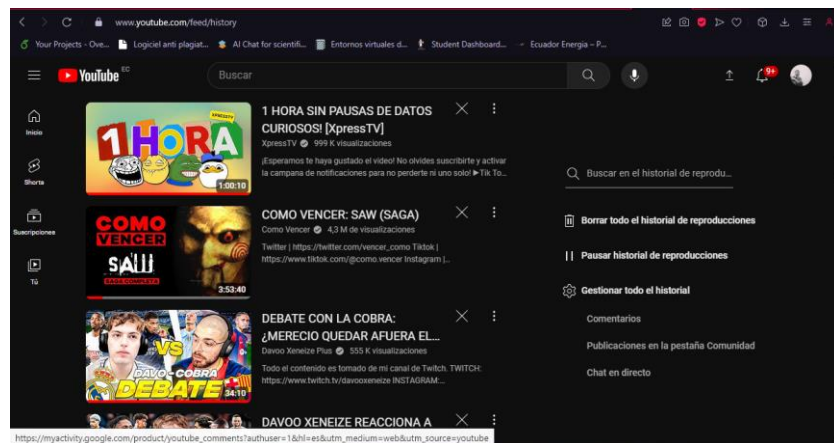 www.youtube.com/feed/history
Your Projects - Ove... Logiciel anti plagiat... AI Chat for scientifi... Entornos virtuales d... Student Dashboard... Ecuador Energia – P...
YouTube EC
Buscar
9+
Inicio
Shorts
Suscripciones
Tú
1 HORA
1:00:10
1 HORA SIN PAUSAS DE DATOS
CURIOSOS! [XpressTV]
XpressTV 999 K visualizaciones
¡Esperamos te haya gustado el video! No olvides suscribirte y activar
la campana de notificaciones para no perderte ni uno solo! ►Tik To...
COMO
VENCER
SAW
SAGA COMPLETA
3:53:40
COMO VENCER: SAW (SAGA)
Como Vencer 4,3 M de visualizaciones
Twitter | https://twitter.com/vencer_como Tiktok |
https://www.tiktok.com/@como.vencer Instagram |...
VS
DAVO - COBRA
DEBATE
34:10
DEBATE CON LA COBRA:
¿MERECIO QUEDAR AFUERA EL...
Davoo Xeneize Plus 555 K visualizaciones
Todo el contenido es tomado de mi canal de Twitch. TWITCH:
https://www.twitch.tv/davooxeneize INSTAGRAM:...
DAVOO XENEIZE REACCIONA A
Buscar en el historial de reprodu...
Borrar todo el historial de reproducciones
Pausar historial de reproducciones
Gestionar todo el historial
Comentarios
Publicaciones en la pestaña Comunidad
Chat en directo
https://myactivity.google.com/product/youtube_comments?authuser=1&hl=es&utm_medium=web&utm_source=youtube